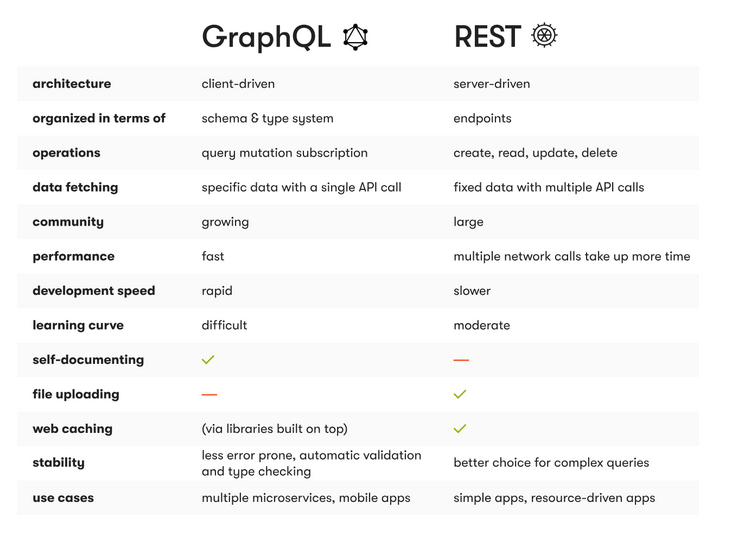 GraphQL REST
architecture client-driven server-driven
organized in terms of schema & type system endpoints
operations query mutation subscription create, read, update, delete
data fetching specific data with a single API call fixed data with multiple API calls
community growing large
performance fast multiple network calls take up more time
development speed rapid slower
learning curve difficult moderate
self-documenting
file uploading
web caching (via libraries built on top)
stability less error prone, automatic validation
and type checking better choice for complex queries
use cases multiple microservices, mobile apps simple apps, resource-driven apps